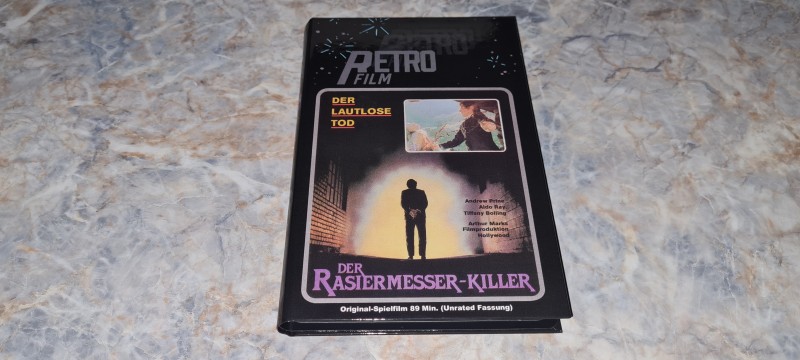 RETRO
RETRO
FILM
DER
LAUTLOSE
TOD
Andrew Prine
Aldo Ray
Tiffany Bolling
Arthur Marks
Filmproduktion
Hollywood
DER
RASIERMESSER-KILLER
Original-Spielfilm 89 Min. (Unrated Fassung)